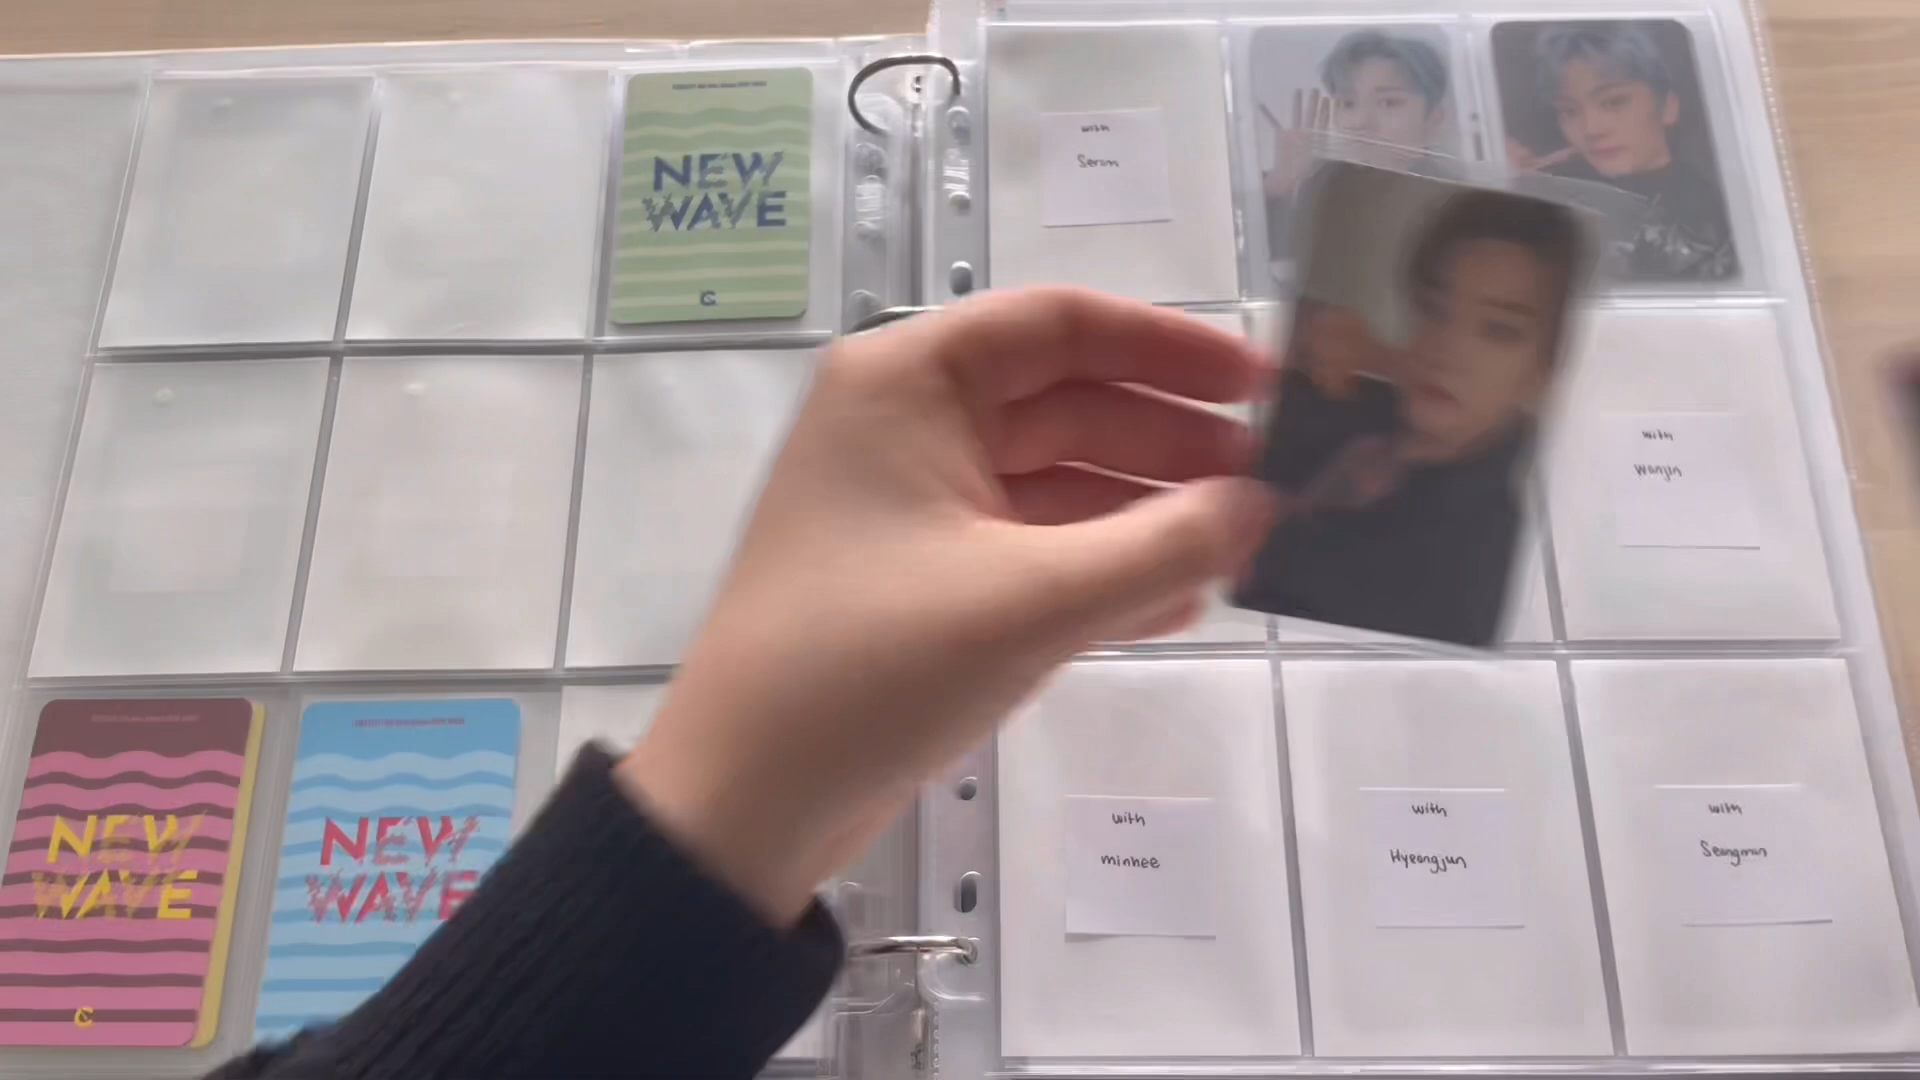 NEW
WAVE
with
Serim
with
Wonjin
NEW
WAVE
NEW
WAVE
with
minhee
with
Hyeongjun
with
Seongmin